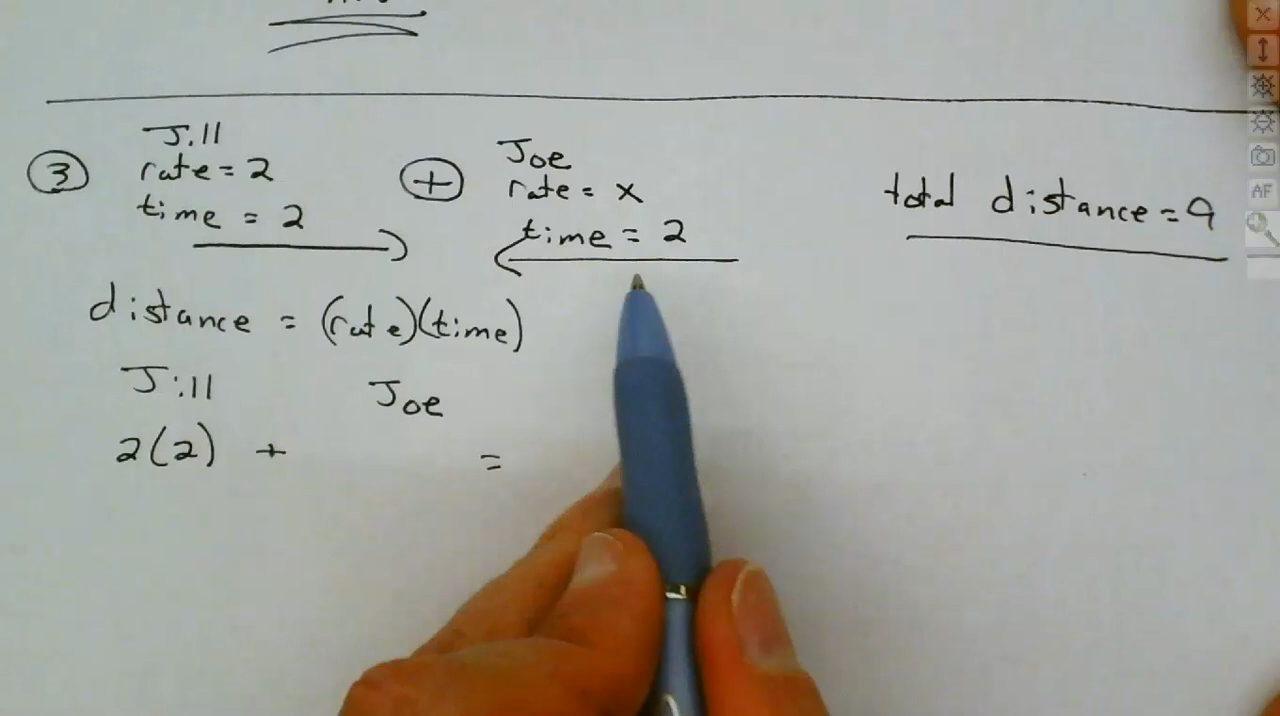 3
Jill
rate = 2
time = 2
+
Joe
rate = x
time = 2
total distance = 9
distance = (rate)(time)
Jill Joe
2(2) + =
AF